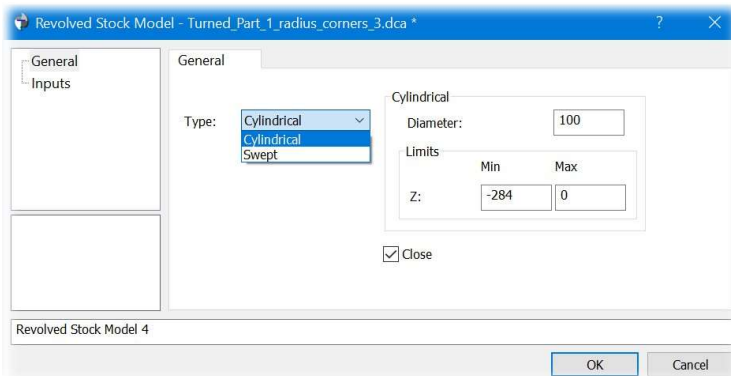 Revolved Stock Model - Turned_Part_1_radius_corners_3.dca * ?
General
Inputs
General
Type:
Cylindrical
Cylindrical
Swept
Cylindrical
Diameter: 100
Limits
Min Max
Z: -284 0
Close
Revolved Stock Model 4
OK Cancel